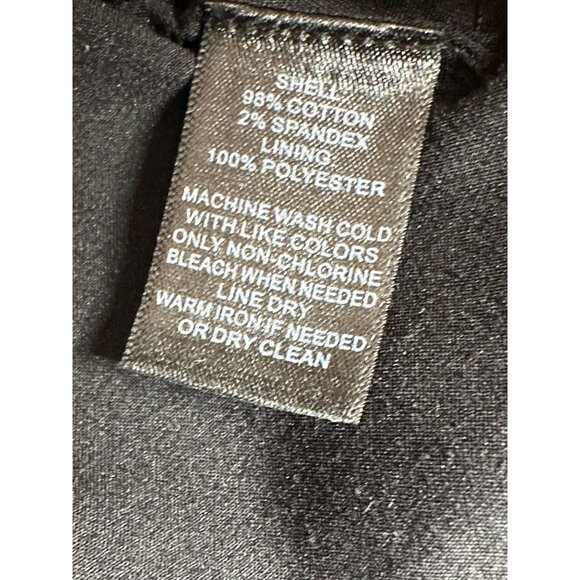 SHELL
98% COTTON
2% SPANDEX
LINING
100% POLYESTER
MACHINE WASH COLD
WITH LIKE COLORS
ONLY NON-CHLORINE
BLEACH WHEN NEEDED
LINE DRY
WARM IRON IF NEEDED
OR DRY CLEAN